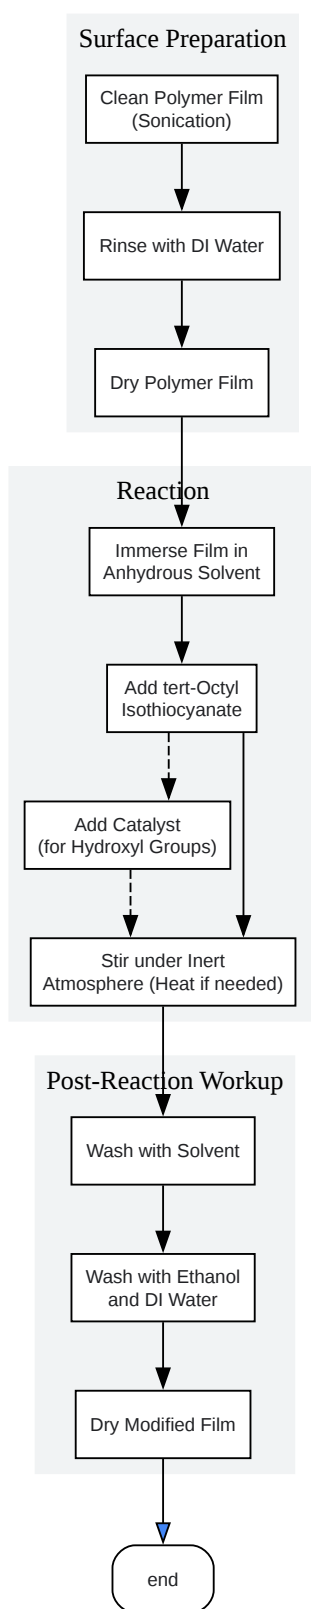 Surface Preparation
Clean Polymer Film
(Sonication)
Rinse with DI Water
Dry Polymer Film
Reaction
Immerse Film in
Anhydrous Solvent
Add tert-Octyl
Isothiocyanate
Add Catalyst
(for Hydroxyl Groups)
Stir under Inert
Atmosphere (Heat if needed)
Post-Reaction Workup
Wash with Solvent
Wash with Ethanol
and DI Water
Dry Modified Film
end